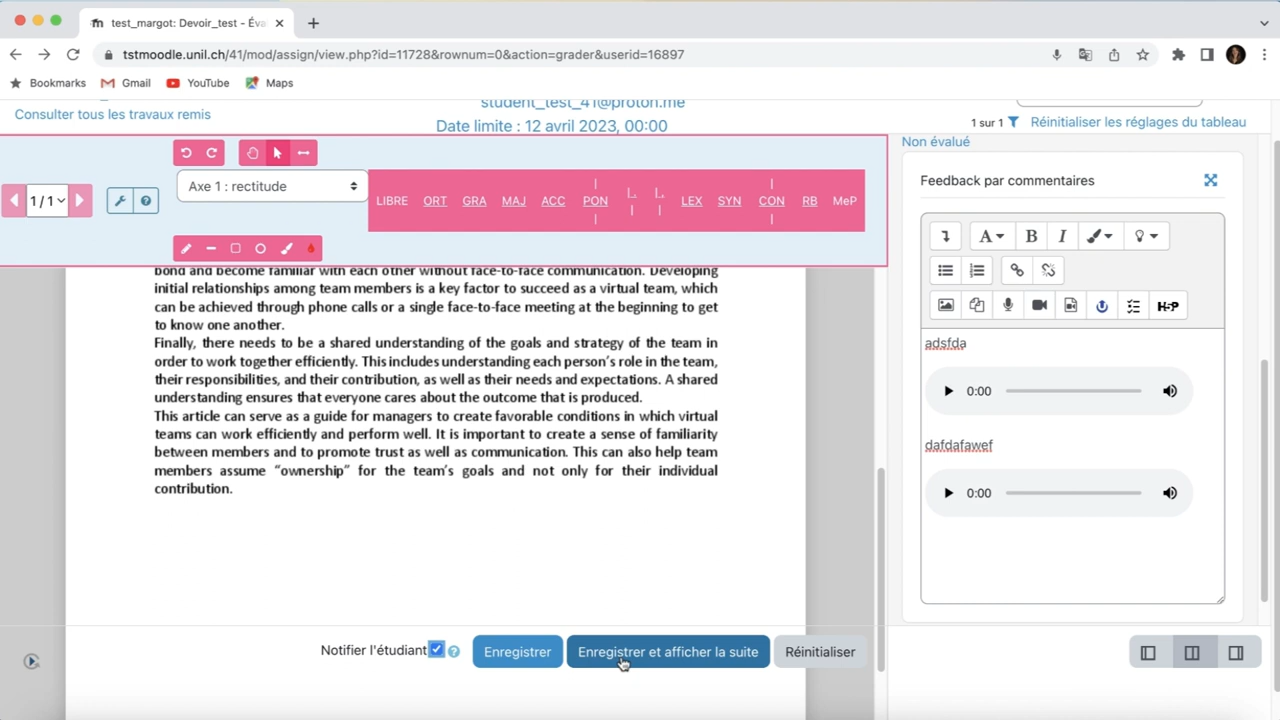 test_margot: Devoir_test - Éva
tstmoodle.unil.ch/41/mod/assign/view.php?id=11728&rownum=0&action=grader&userid=16897
Bookmarks Gmail YouTube Maps
student_test_41@proton.me
Consulter tous les travaux remis
Date limite : 12 avril 2023, 00:00
1 sur 1 Réinitialiser les réglages du tableau
Non évalué
Feedback par commentaires
1 / 1
Axe 1 : rectitude
LIBRE ORT GRA MAJ ACC PON LEX SYN CON RB MeP
A B I
H-P
bond and become familiar with each other without face-to-face communication. Developing
initial relationships among team members is a key factor to succeed as a virtual team, which
can be achieved through phone calls or a single face-to-face meeting at the beginning to get
to know one another.
Finally, there needs to be a shared understanding of the goals and strategy of the team in
order to work together efficiently. This includes understanding each person's role in the team,
their responsibilities, and their contribution, as well as their needs and expectations. A shared
understanding ensures that everyone cares about the outcome that is produced.
This article can serve as a guide for managers to create favorable conditions in which virtual
teams can work efficiently and perform well. It is important to create a sense of familiarity
between members and to promote trust as well as communication. This can also help team
members assume “ownership” for the team's goals and not only for their individual
contribution.
adsfda
0:00
dafdafawef
0:00
Notifier l'étudiant Enregistrer Enregistrer et afficher la suite Réinitialiser